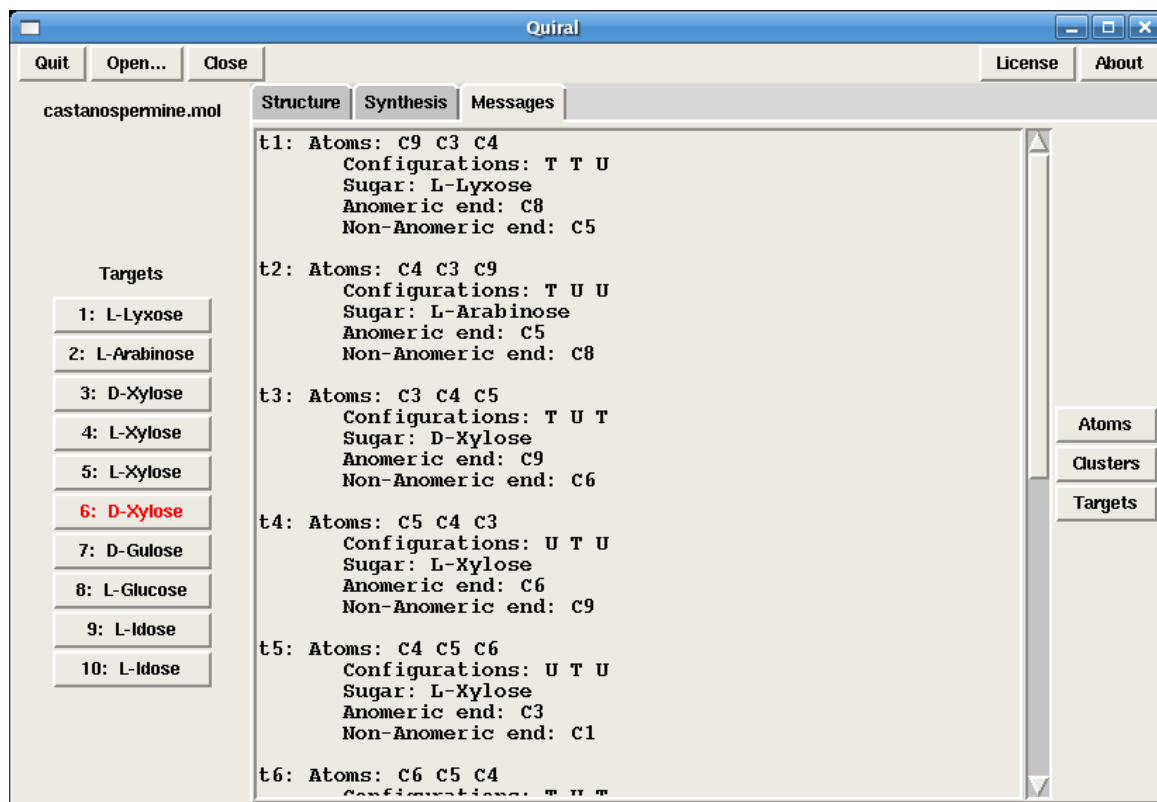 Quiral
Quit Open... Close License About
castanospermine.mol
Structure Synthesis Messages
Targets
1: L-Lyxose
2: L-Arabinose
3: D-Xylose
4: L-Xylose
5: L-Xylose
6: D-Xylose
7: D-Gulose
8: L-Glucose
9: L-Idose
10: L-Idose
t1: Atoms: C9 C3 C4
Configurations: T T U
Sugar: L-Lyxose
Anomeric end: C8
Non-Anomeric end: C5
t2: Atoms: C4 C3 C9
Configurations: T U U
Sugar: L-Arabinose
Anomeric end: C5
Non-Anomeric end: C8
t3: Atoms: C3 C4 C5
Configurations: T U T
Sugar: D-Xylose
Anomeric end: C9
Non-Anomeric end: C6
t4: Atoms: C5 C4 C3
Configurations: U T U
Sugar: L-Xylose
Anomeric end: C6
Non-Anomeric end: C9
t5: Atoms: C4 C5 C6
Configurations: U T U
Sugar: L-Xylose
Anomeric end: C3
Non-Anomeric end: C1
t6: Atoms: C6 C5 C4
Configurations: T U T
Atoms
Clusters
Targets